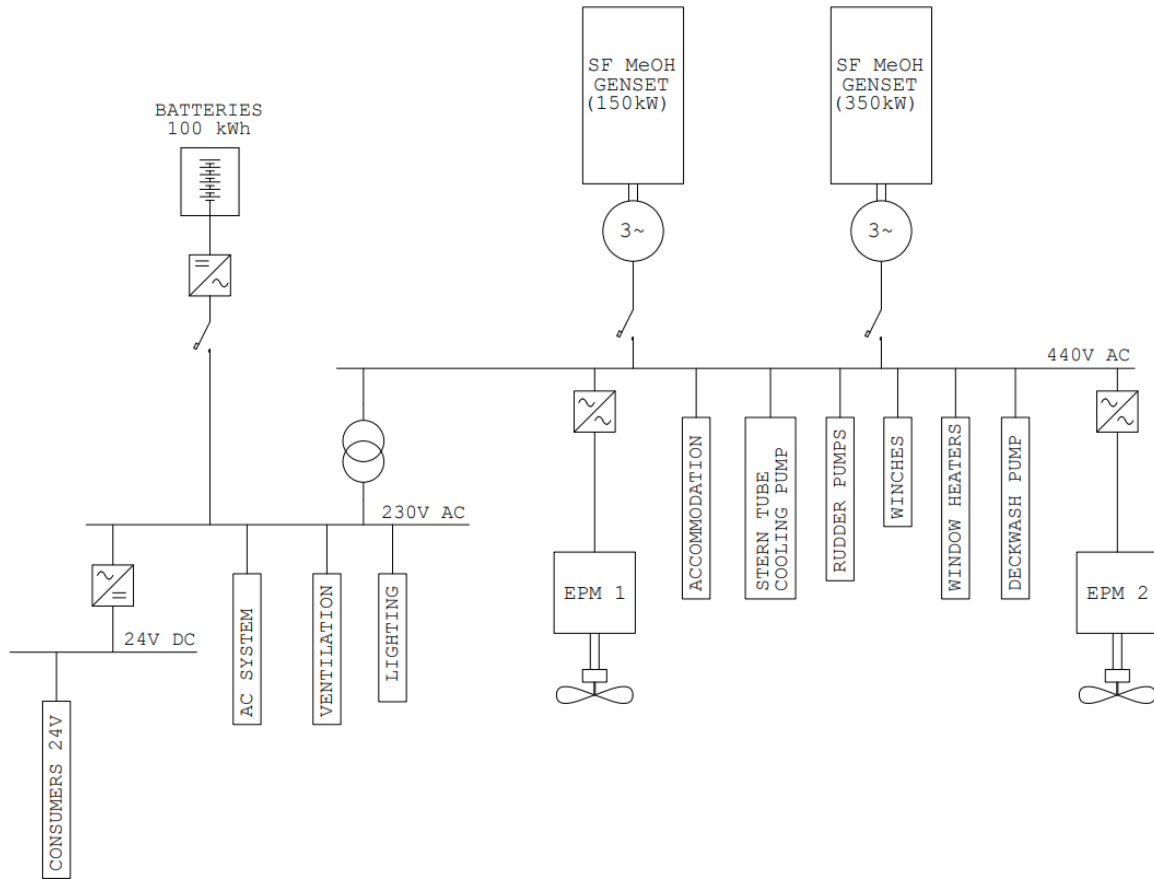 SF MeOH
GENSET
(150kW)
SF MeOH
GENSET
(350kW)
BATTERIES
100 kWh
3~
3~
440V AC
230V AC
24V DC
ACCOMMODATION
STERN TUBE
COOLING PUMP
RUDDER PUMPS
WINCHES
WINDOW HEATERS
DECKWASH PUMP
EPM 1
EPM 2
AC SYSTEM
VENTILATION
LIGHTING
CONSUMERS 24V